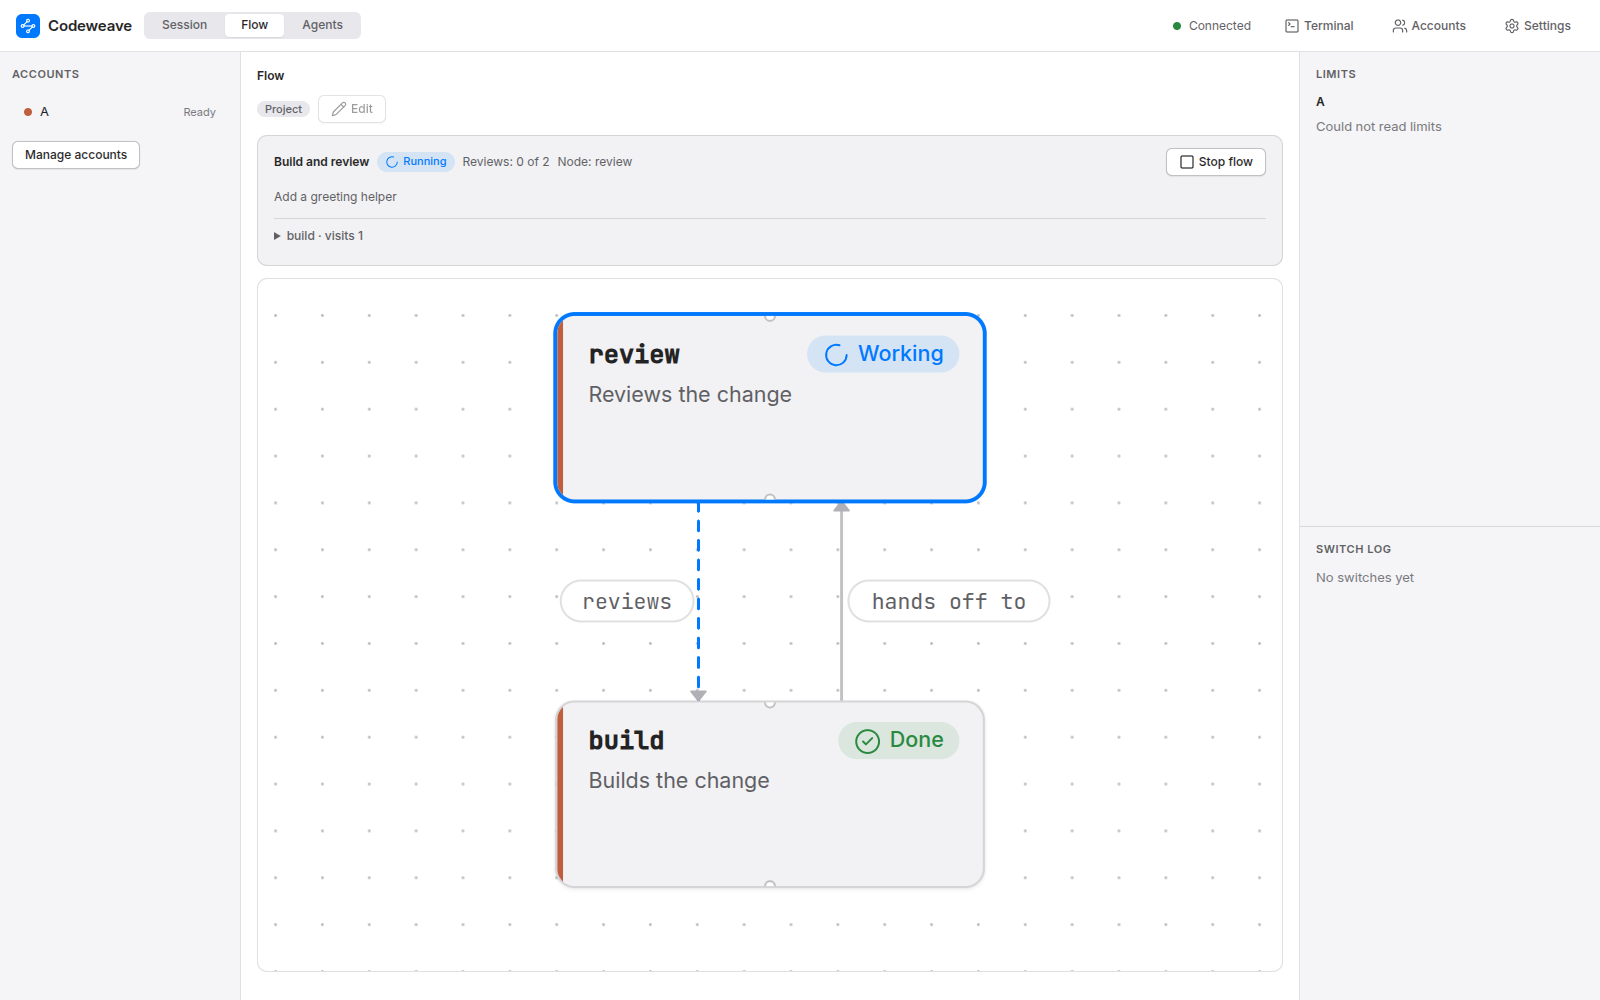 Codeweave
Session Flow Agents
Connected Terminal Accounts Settings
ACCOUNTS
A Ready
Manage accounts
Flow
Project Edit
Build and review Running Reviews: 0 of 2 Node: review Stop flow
Add a greeting helper
build · visits 1
review Working
Reviews the change
reviews hands off to
build Done
Builds the change
LIMITS
A
Could not read limits
SWITCH LOG
No switches yet